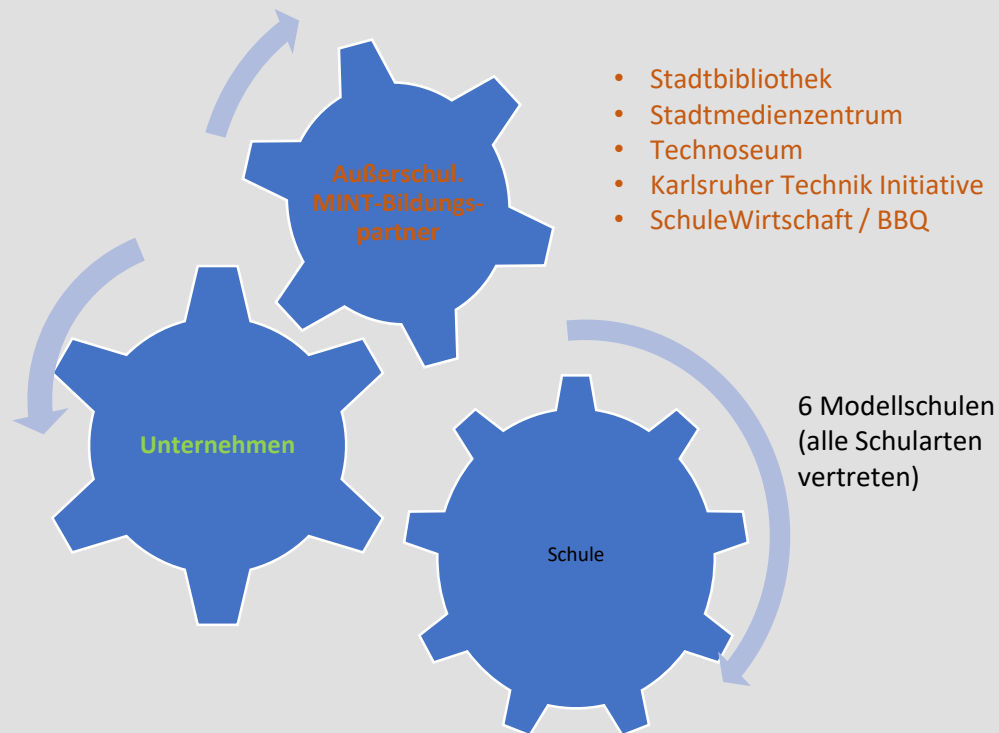 Außerschul.
MINT-Bildungs-
partner
• Stadtbibliothek
• Stadtmedienzentrum
• Technoseum
• Karlsruher Technik Initiative
• SchuleWirtschaft / BBQ
Unternehmen
6 Modellschulen
(alle Schularten
vertreten)
Schule